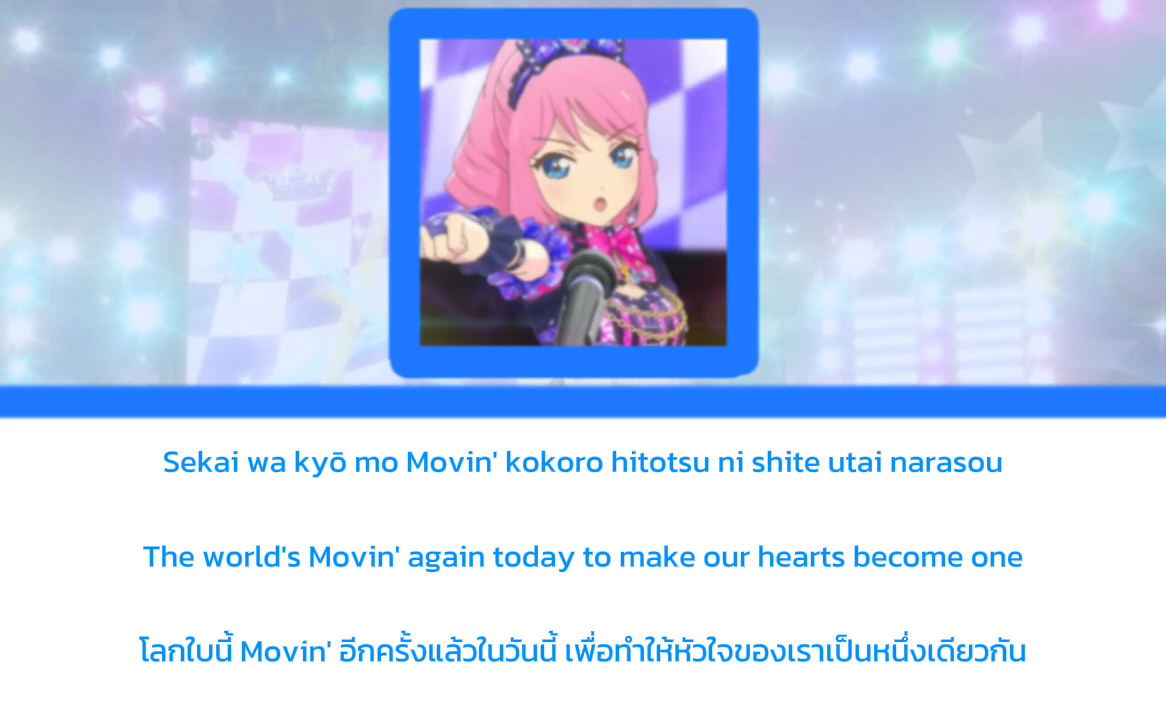 Sekai wa kyō mo Movin' kokoro hitotsu ni shite utai narasou
The world's Movin' again today to make our hearts become one
โลกใบนี้ Movin' อีกครั้งแล้วในวันนี้ เพื่อทำให้หัวใจของเราเป็นหนึ่งเดียวกัน